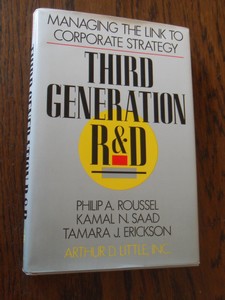 MANAGING THE LINK TO
CORPORATE STRATEGY
THIRD
GENERATION
R&D
PHILIP A. ROUSSEL
KAMAL N. SAAD
TAMARA J. ERICKSON
ARTHUR D. LITTLE, INC.